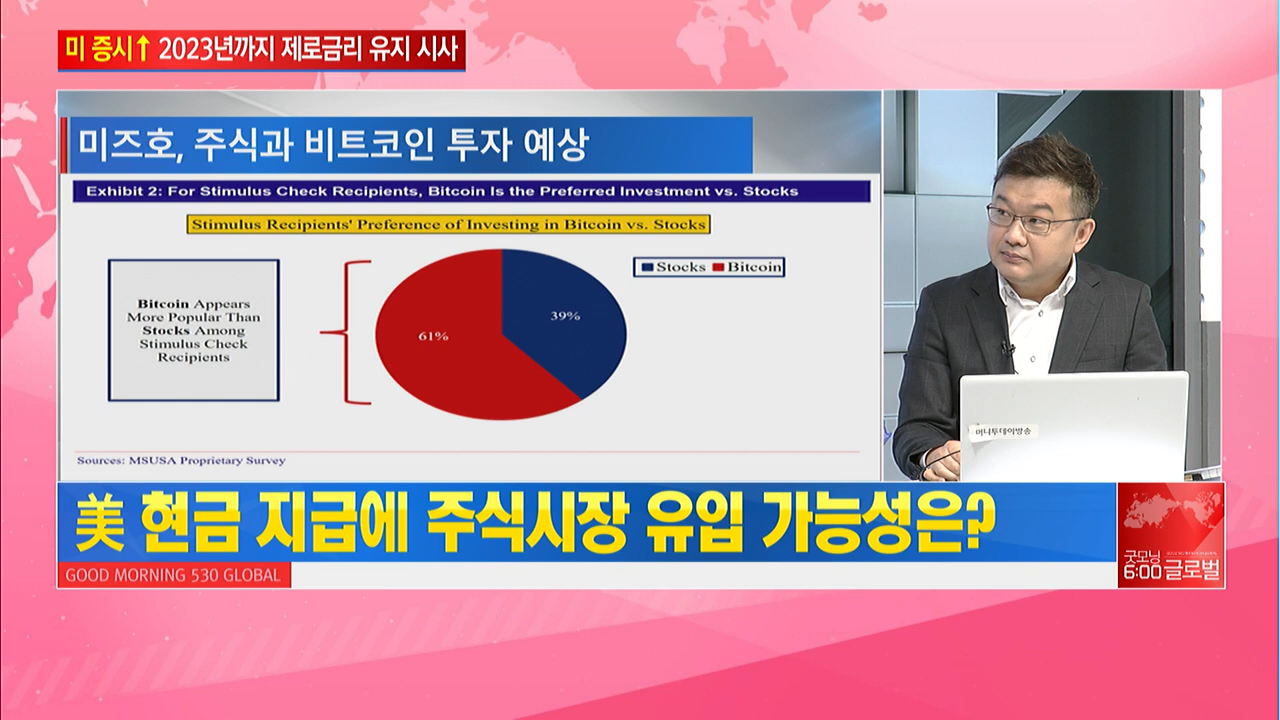 미 증시↑ 2023년까지 제로금리 유지 시사
미즈호, 주식과 비트코인 투자 예상
Exhibit 2: For Stimulus Check Recipients, Bitcoin Is the Preferred Investment vs. Stocks
Stimulus Recipients' Preference of Investing in Bitcoin vs. Stocks
Stocks Bitcoin
Bitcoin Appears
More Popular Than
Stocks Among
Stimulus Check
Recipients
61%
39%
Sources: MSUSA Proprietary Survey
머니투데이방송
美 현금 지급에 주식시장 유입 가능성은?
GOOD MORNING 530 GLOBAL
굿모닝
6:00 글로벌